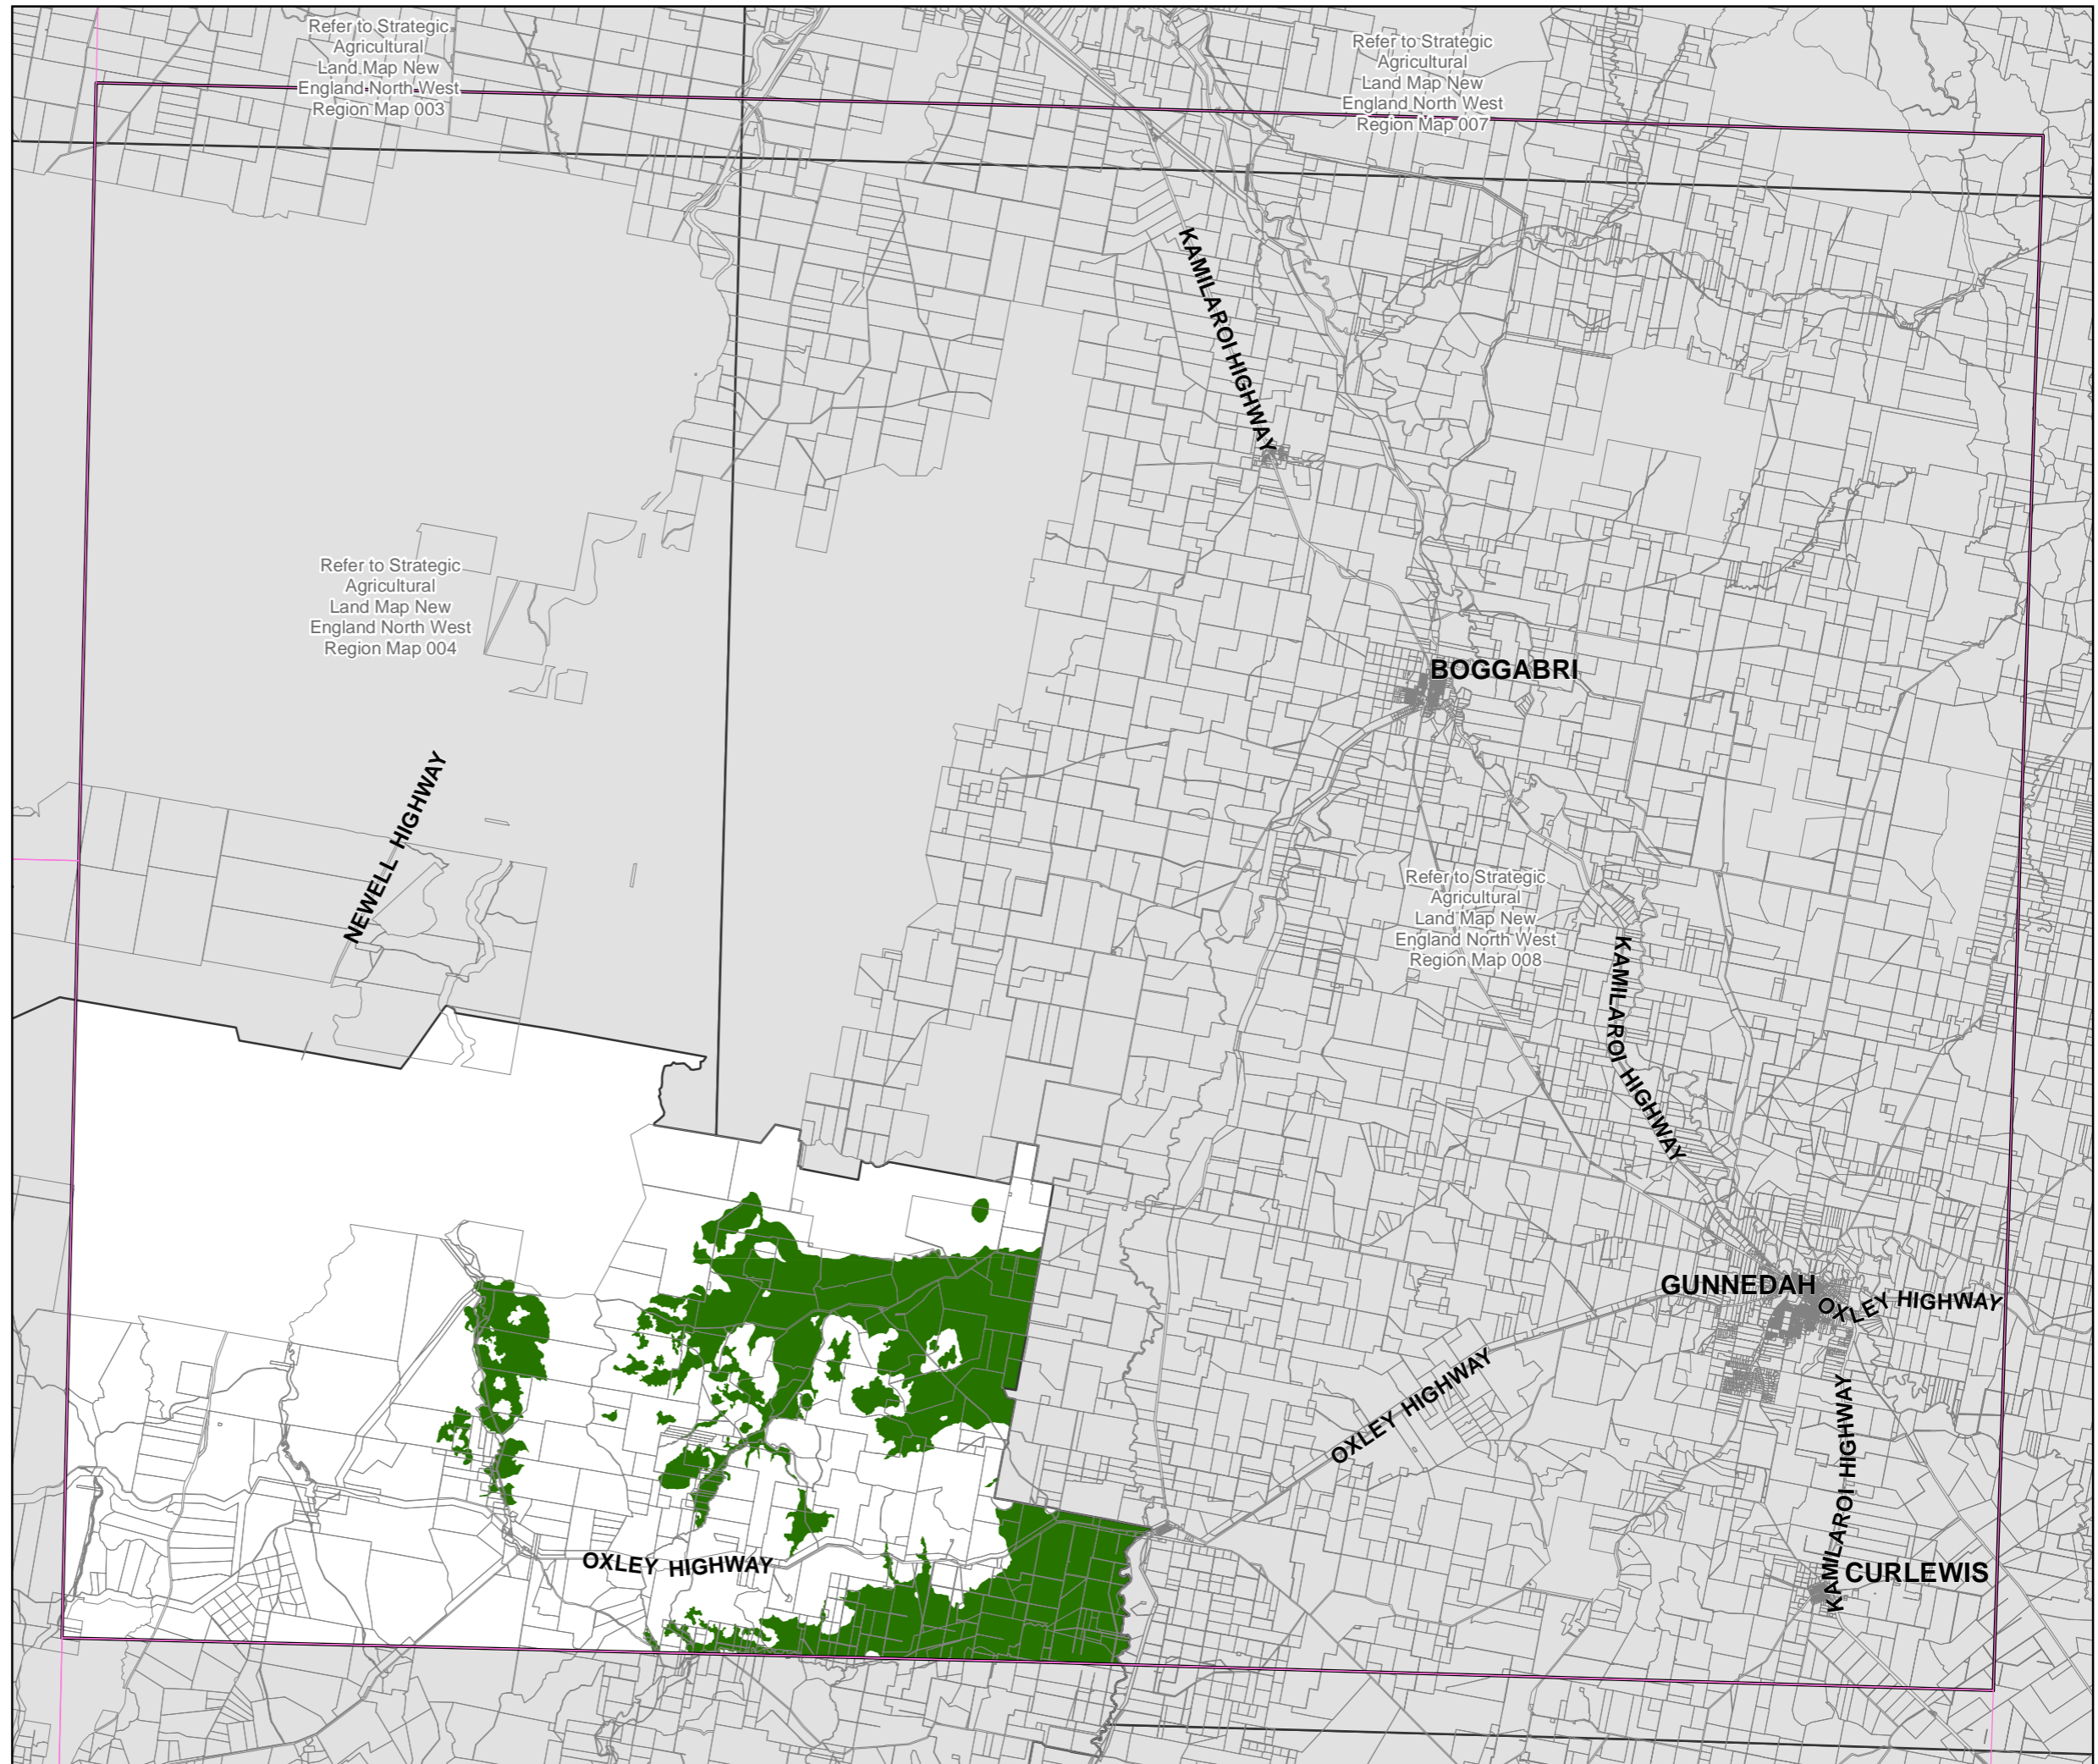 Refer to Strategic
Agricultural
Land Map New
England North West
Region Map 003
Refer to Strategic
Agricultural
Land Map New
England North West
Region Map 007
KAMILAROI HIGHWAY
Refer to Strategic
Agricultural
Land Map New
England North West
Region Map 004
BOGGABRI
NEWELL HIGHWAY
Refer to Strategic
Agricultural
Land Map New
England North West
Region Map 008
KAMILAROI HIGHWAY
GUNNEDAH
OXLEY HIGHWAY
OXLEY HIGHWAY
KAMILAROI HIGHWAY
OXLEY HIGHWAY
CURLEWIS